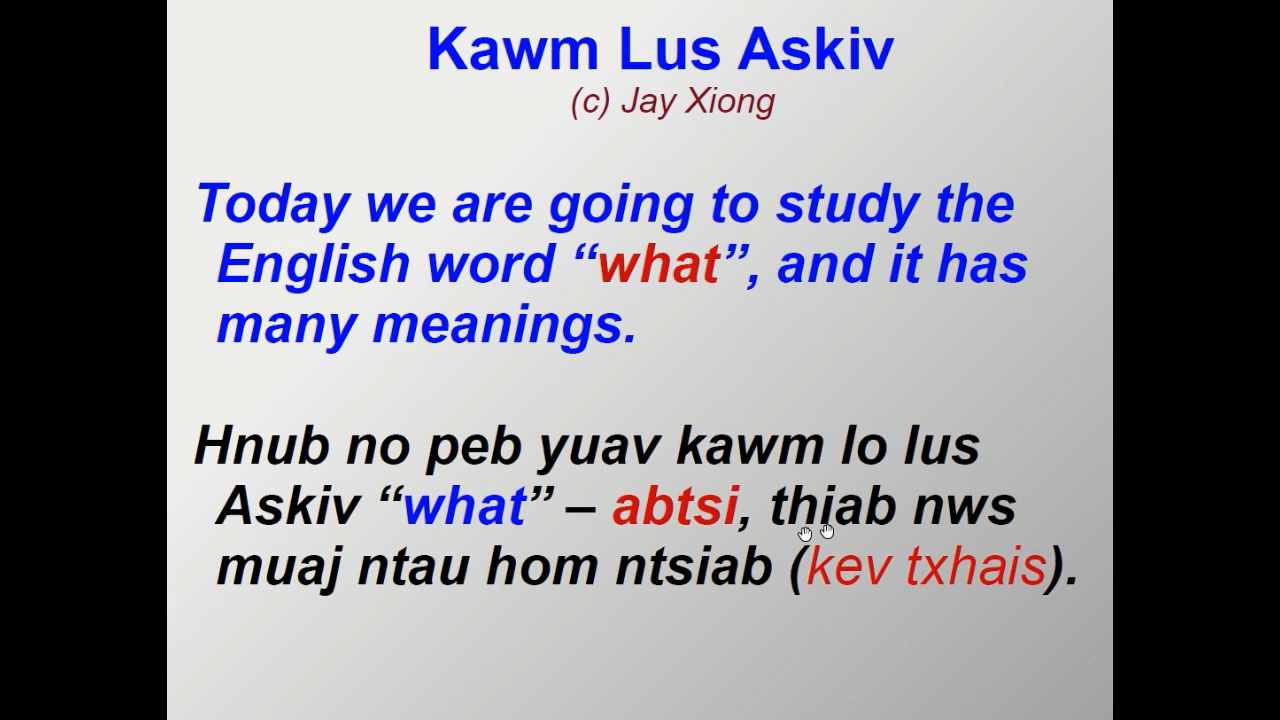 Kawm Lus Askiv
(c) Jay Xiong
Today we are going to study the
English word “what”, and it has
many meanings.
Hnub no peb yuav kawm lo lus
Askiv “what” – abtsi, thiab nws
muaj ntau hom ntsiab (kev txhais).